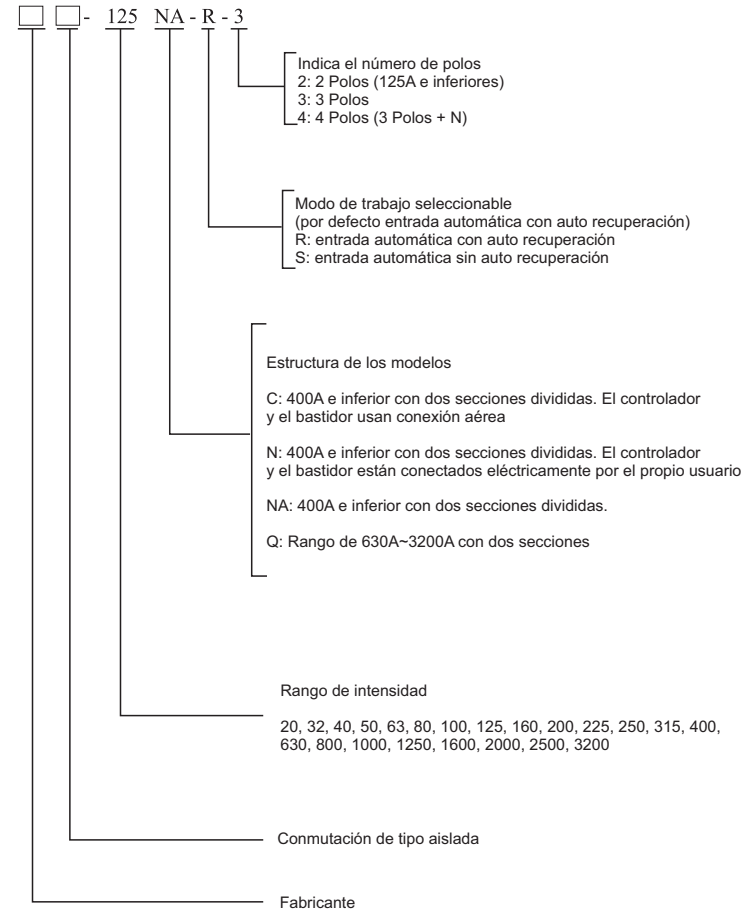 - 125 NA - R - 3
Indica el número de polos
2: 2 Polos (125A e inferiores)
3: 3 Polos
4: 4 Polos (3 Polos + N)
Modo de trabajo seleccionable
(por defecto entrada automática con auto recuperación)
R: entrada automática con auto recuperación
S: entrada automática sin auto recuperación
Estructura de los modelos
C: 400A e inferior con dos secciones divididas. El controlador
y el bastidor usan conexión aérea
N: 400A e inferior con dos secciones divididas. El controlador
y el bastidor están conectados eléctricamente por el propio usuario
NA: 400A e inferior con dos secciones divididas.
Q: Rango de 630A~3200A con dos secciones
Rango de intensidad
20, 32, 40, 50, 63, 80, 100, 125, 160, 200, 225, 250, 315, 400,
630, 800, 1000, 1250, 1600, 2000, 2500, 3200
Conmutación de tipo aislada
Fabricante